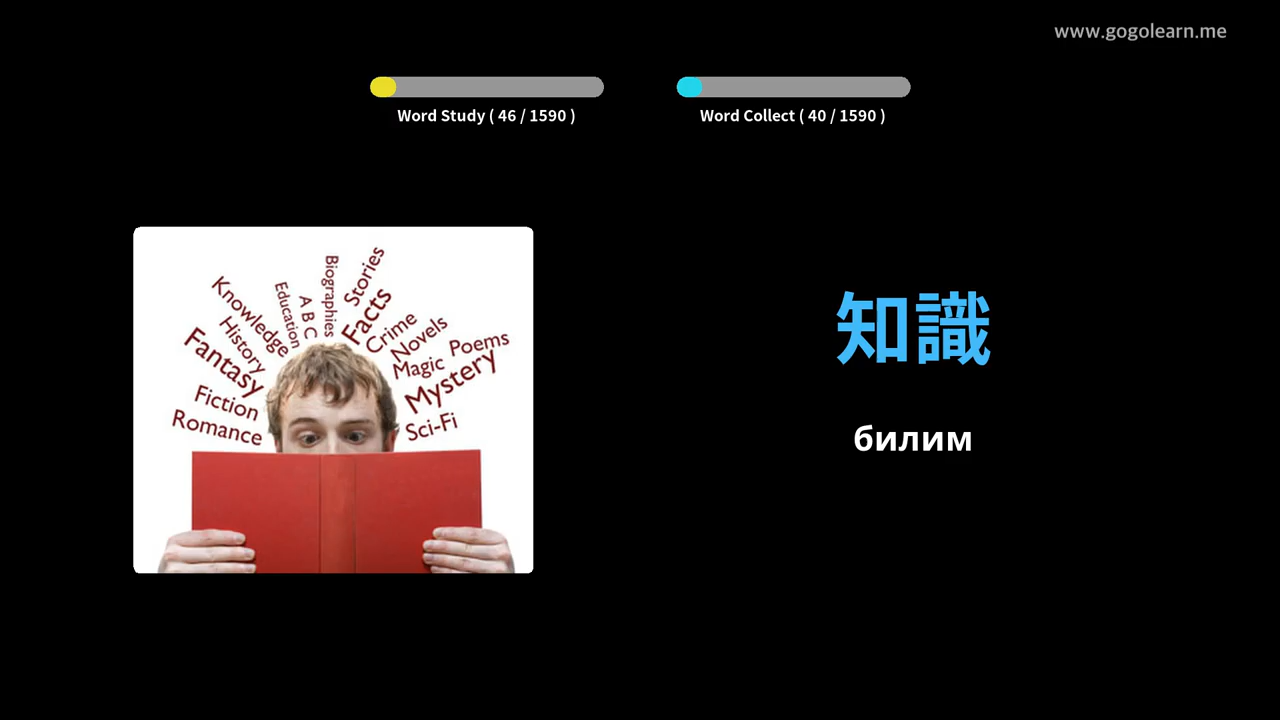 www.gogolearn.me
Word Study ( 46 / 1590 )
Word Collect ( 40 / 1590 )
Knowledge
Education
A B C
Biographies
Stories
Facts
Crime
Novels
Poems
History
Magic
Fantasy
Mystery
Fiction
Romance
Sci-Fi
知識
билим